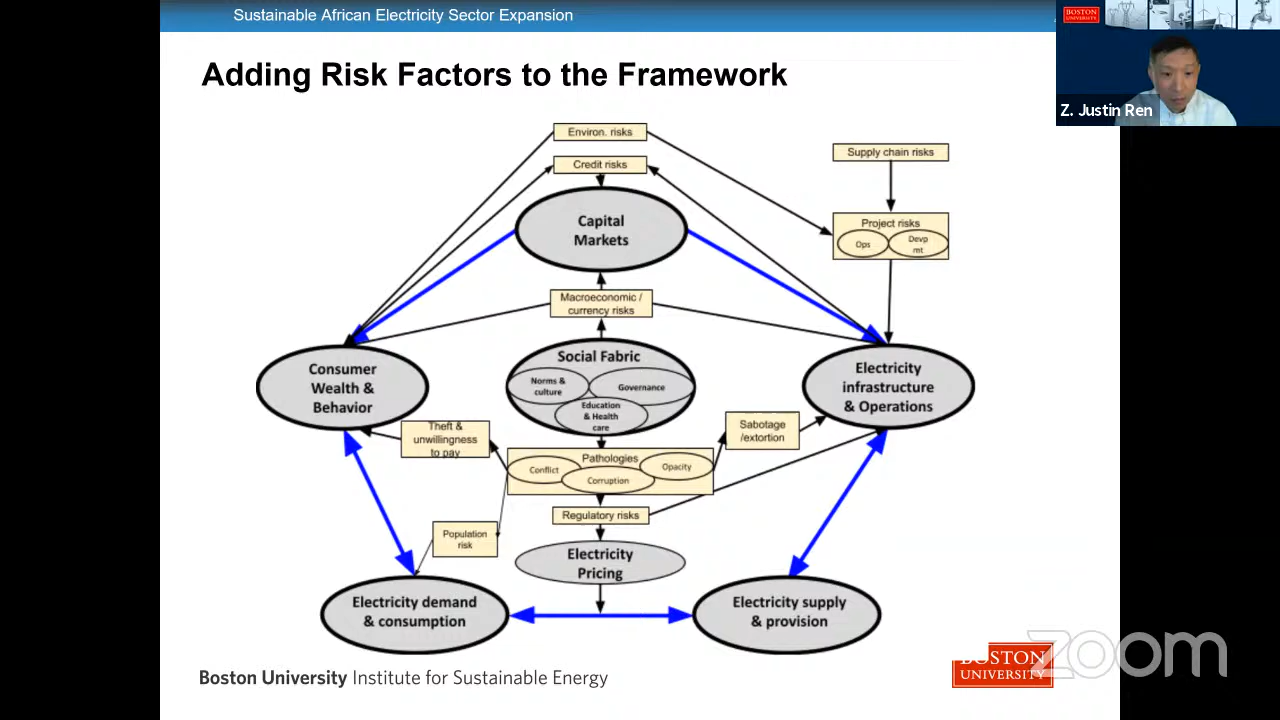 Sustainable African Electricity Sector Expansion
BOSTON
UNIVERSITY
Z. Justin Ren
Adding Risk Factors to the Framework
Environ. risks
Credit risks
Supply chain risks
Capital
Markets
Project risks
Ops
Devp
mt
Macroeconomic /
currency risks
Social Fabric
Norms &
culture
Governance
Education
& Health
care
Consumer
Wealth &
Behavior
Electricity
infrastructure
& Operations
Theft &
unwillingness
to pay
Sabotage
/extortion
Pathologies
Conflict
Corruption
Opacity
Regulatory risks
Population
risk
Electricity
Pricing
Electricity demand
& consumption
Electricity supply
& provision
Boston University Institute for Sustainable Energy
BOSTON
UNIVERSITY
zoom